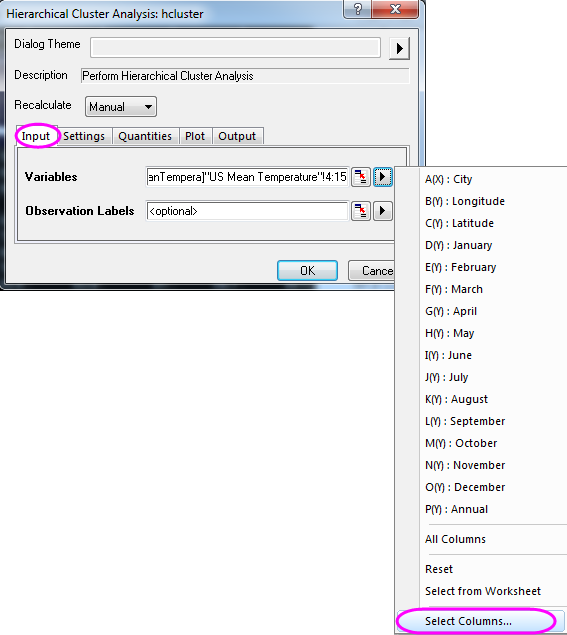 Hierarchical Cluster Analysis: hcluster
Dialog Theme
Description Perform Hierarchical Cluster Analysis
Recalculate Manual
Input Settings Quantities Plot Output
Variables anTempera]"US Mean Temperature"!4:15
Observation Labels <optional>
OK Cance
A(X) : City
B(Y) : Longitude
C(Y) : Latitude
D(Y) : January
E(Y) : February
F(Y) : March
G(Y) : April
H(Y) : May
I(Y) : June
J(Y) : July
K(Y) : August
L(Y) : September
M(Y) : October
N(Y) : November
O(Y) : December
P(Y) : Annual
All Columns
Reset
Select from Worksheet
Select Columns...